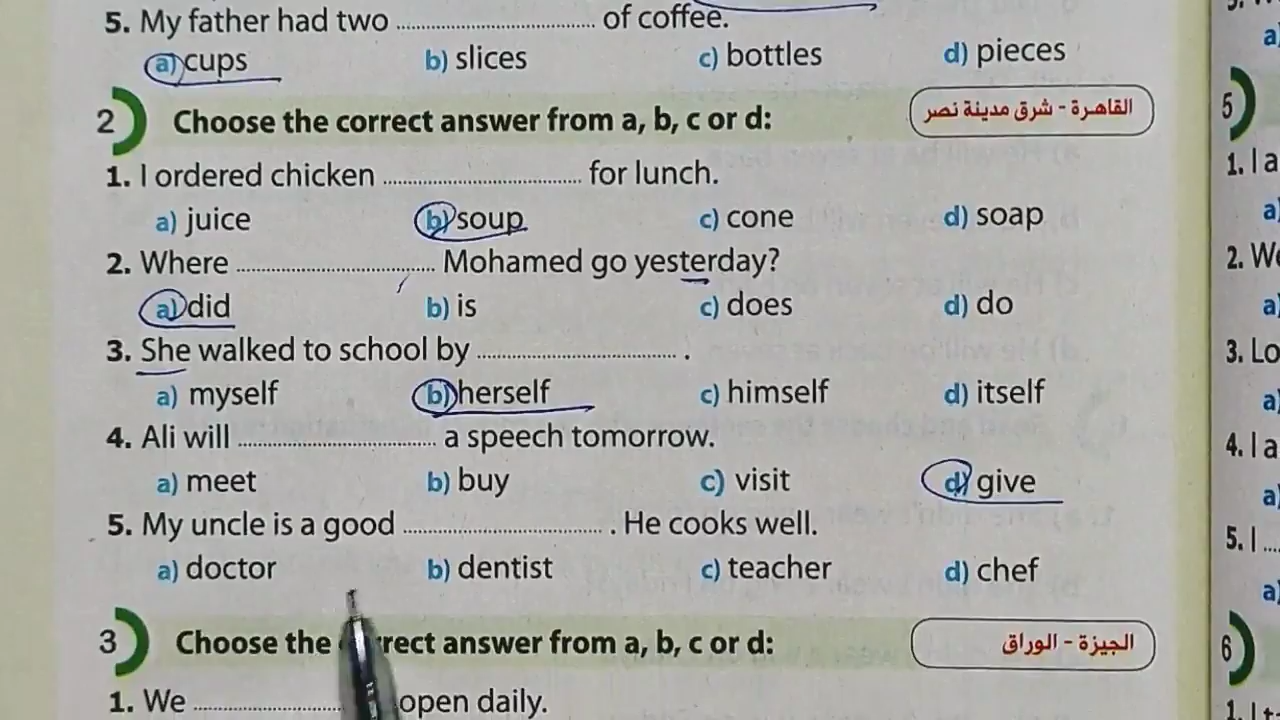 5. My father had two .................................. of coffee.
a) cups b) slices c) bottles d) pieces
2 Choose the correct answer from a, b, c or d: القاهرة - شرق مدينة نصر
1. I ordered chicken .................................. for lunch.
a) juice b) soup c) cone d) soap
2. Where .................................. Mohamed go yesterday?
a) did b) is c) does d) do
3. She walked to school by .................................. .
a) myself b) herself c) himself d) itself
4. Ali will .................................. a speech tomorrow.
a) meet b) buy c) visit d) give
5. My uncle is a good .................................. . He cooks well.
a) doctor b) dentist c) teacher d) chef
3 Choose the correct answer from a, b, c or d: الجيزة - الوراق
1. We .......................... open daily.
5
1. I a
a)
2. We
a)
3. Lo
a)
4. I a
a)
5. I ....
a)
6